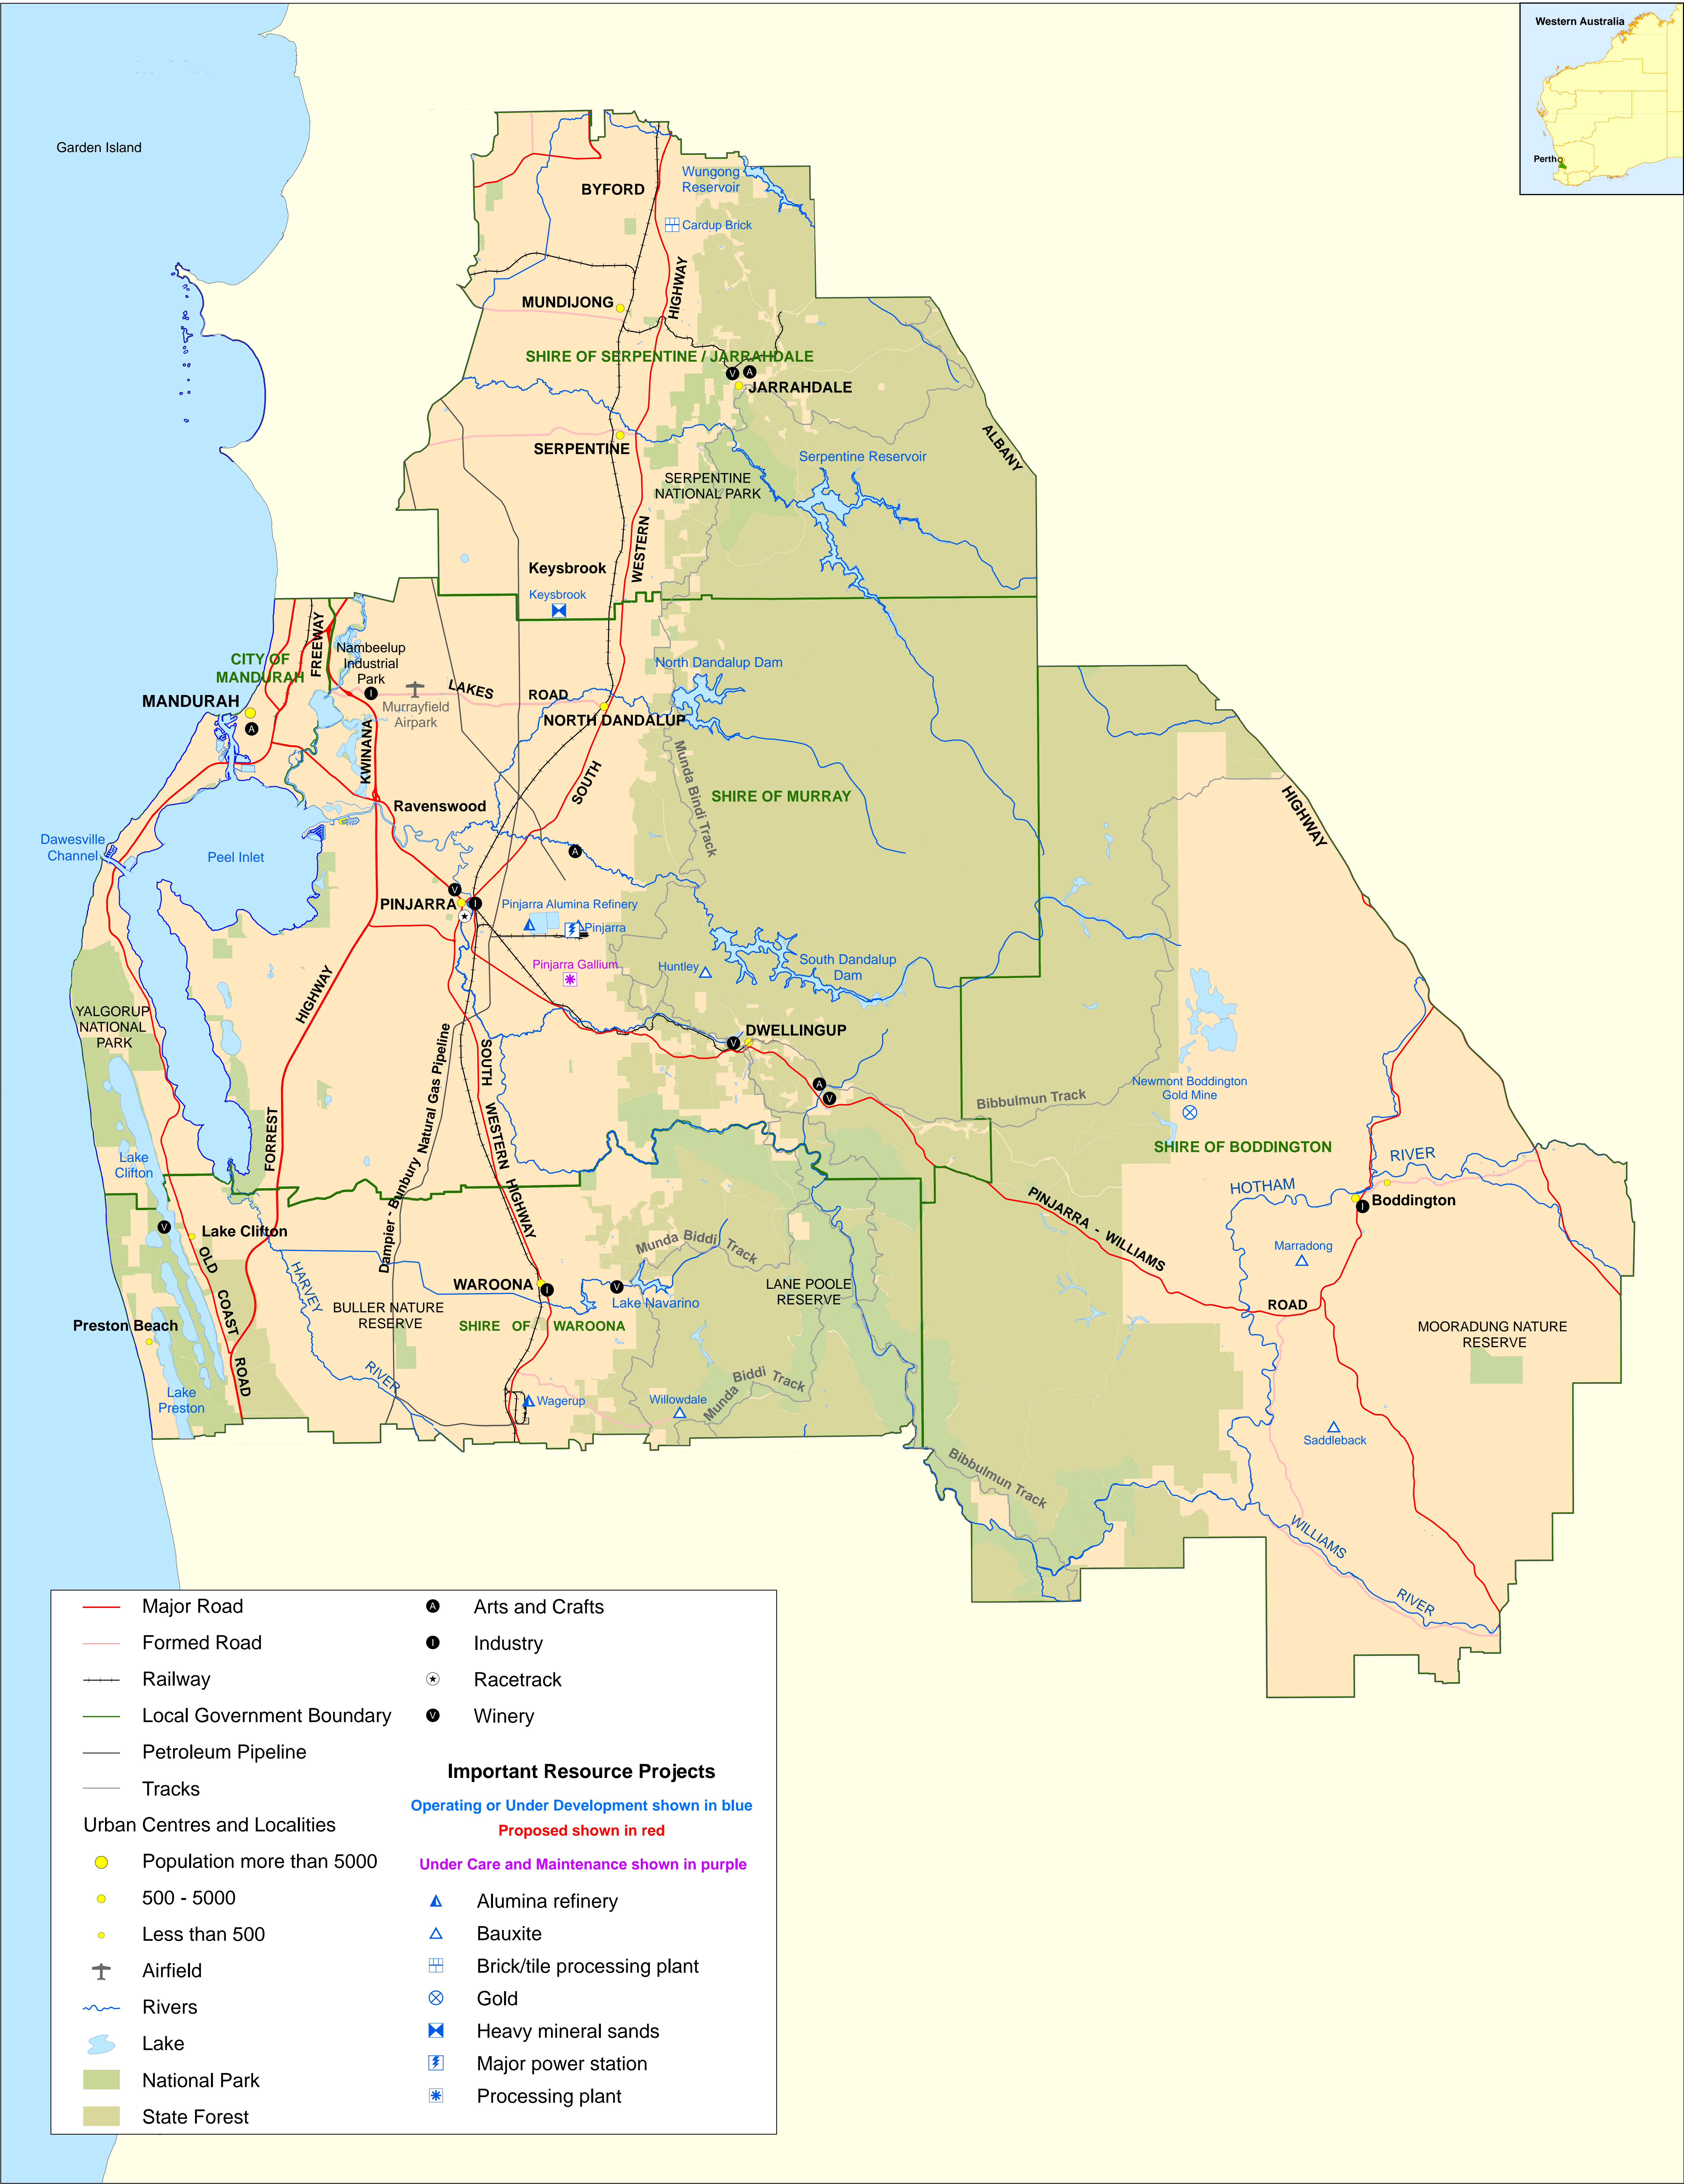 Western Australia
Perth
Garden Island
BYFORD
Wungong
Reservoir
Cardup Brick
HIGHWAY
MUNDIJONG
SHIRE OF SERPENTINE / JARRAHDALE
V
A
JARRAHDALE
ALBANY
SERPENTINE
Serpentine Reservoir
SERPENTINE
NATIONAL PARK
WESTERN
Keysbrook
Keysbrook
FREEWAY
CITY OF
MANDURAH
Nambeelup
Industrial
Park
I
North Dandalup Dam
LAKES
ROAD
MANDURAH
A
Murrayfield
Airpark
NORTH DANDALUP
KWINANA
Munda Bindi Track
SOUTH
SHIRE OF MURRAY
HIGHWAY
Ravenswood
Dawesville
Channel
Peel Inlet
A
V
PINJARRA
I
Pinjarra Alumina Refinery
Pinjarra
Pinjarra Gallium
Huntley
South Dandalup
Dam
HIGHWAY
YALGORUP
NATIONAL
PARK
DWELLINGUP
V
SOUTH
A
V
Bibbulmun Track
Newmont Boddington
Gold Mine
Dampier - Bunbury Natural Gas Pipeline
FORREST
WESTERN
HIGHWAY
SHIRE OF BODDINGTON
Lake
Clifton
RIVER
HOTHAM
Boddington
I
PINJARRA - WILLIAMS
V
Lake Clifton
OLD
Munda Biddi Track
Marradong
HARVEY
WAROONA
I
V
Lake Navarino
LANE POOLE
RESERVE
BULLER NATURE
RESERVE
ROAD
COAST
SHIRE OF WAROONA
Preston Beach
MOORADUNG NATURE
RESERVE
ROAD
RIVER
Munda Biddi Track
Lake
Preston
Wagerup
Willowdale
Saddleback
Bibbulmun Track
WILLIAMS
RIVER
Major Road
Formed Road
Railway
Local Government Boundary
Petroleum Pipeline
Tracks
Urban Centres and Localities
Population more than 5000
500 - 5000
Less than 500
Airfield
Rivers
Lake
National Park
State Forest
A Arts and Crafts
I Industry
Racetrack
V Winery
Important Resource Projects
Operating or Under Development shown in blue
Proposed shown in red
Under Care and Maintenance shown in purple
Alumina refinery
Bauxite
Brick/tile processing plant
Gold
Heavy mineral sands
Major power station
Processing plant